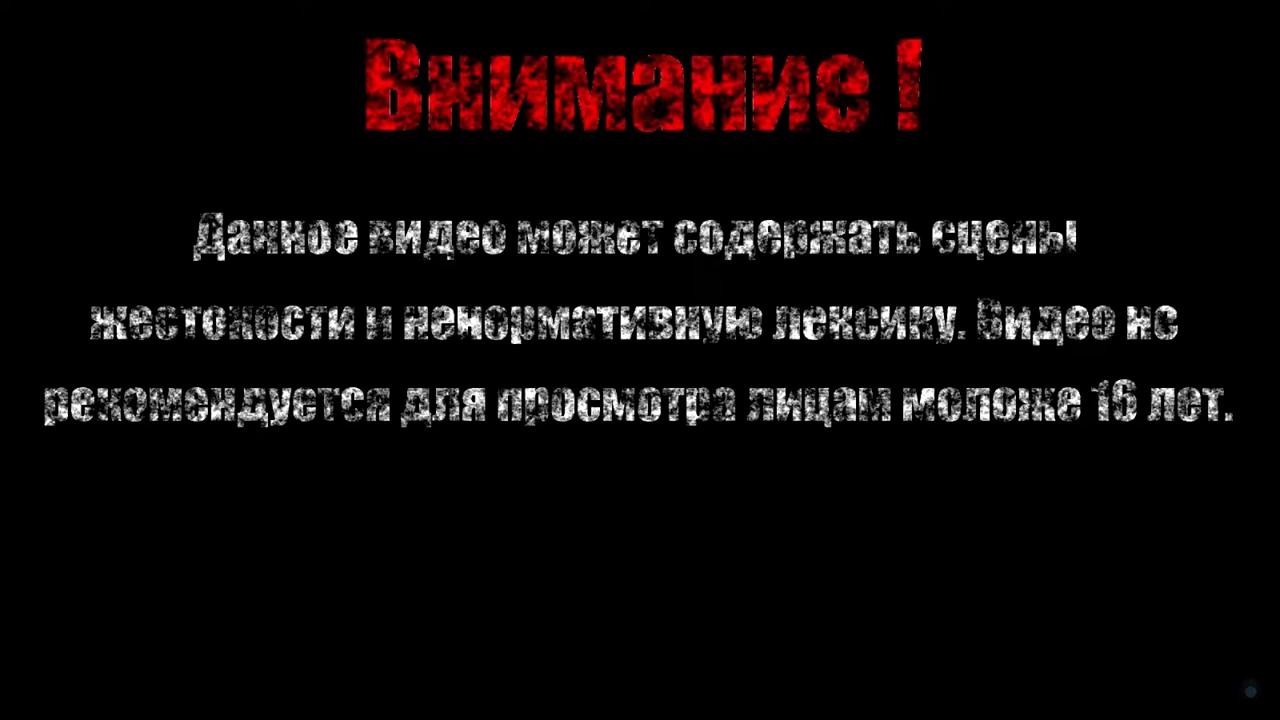 Внимание !
Данное видео может содержать сцены
жестокости и ненормативную лексику. Видео не
рекомендуется для просмотра лицам моложе 16 лет.